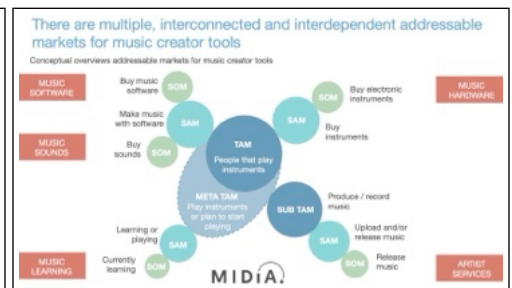 There are multiple, interconnected and interdependent addressable
markets for music creator tools
Conceptual overviews addressable markets for music creator tools
MUSIC
SOFTWARE
Buy music
software
SOM
SOM
Buy electronic
instruments
MUSIC
HARDWARE
Make music
with software
SAM
SAM
Buy
instruments
MUSIC
SOUNDS
Buy
sounds
SOM
TAM
People that play
instruments
META TAM
Play instruments
or plan to start
playing
SUB TAM
Produce / record
music
Learning or
playing
SAM
SAM
Upload and/or
release music
MUSIC
LEARNING
Currently
learning
SOM
SOM
Release
music
ARTIST
SERVICES
MIDiA.